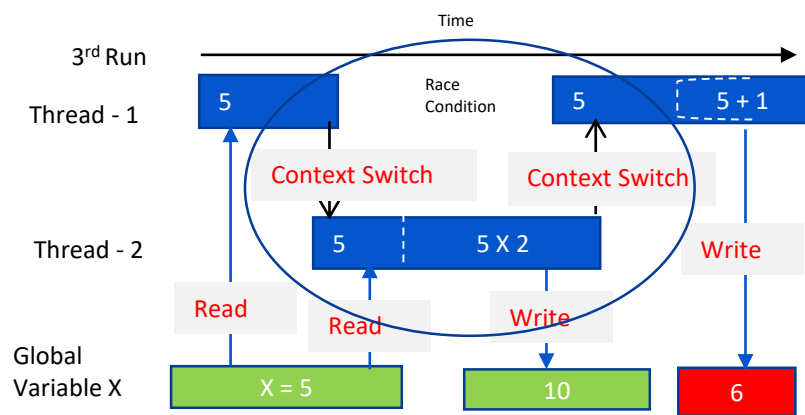 Time
3rd Run
5
Race
Condition
5
5 + 1
Thread - 1
Context Switch
Context Switch
Thread - 2
5
5 X 2
Write
Read
Read
Write
Global
Variable X
X = 5
10
6